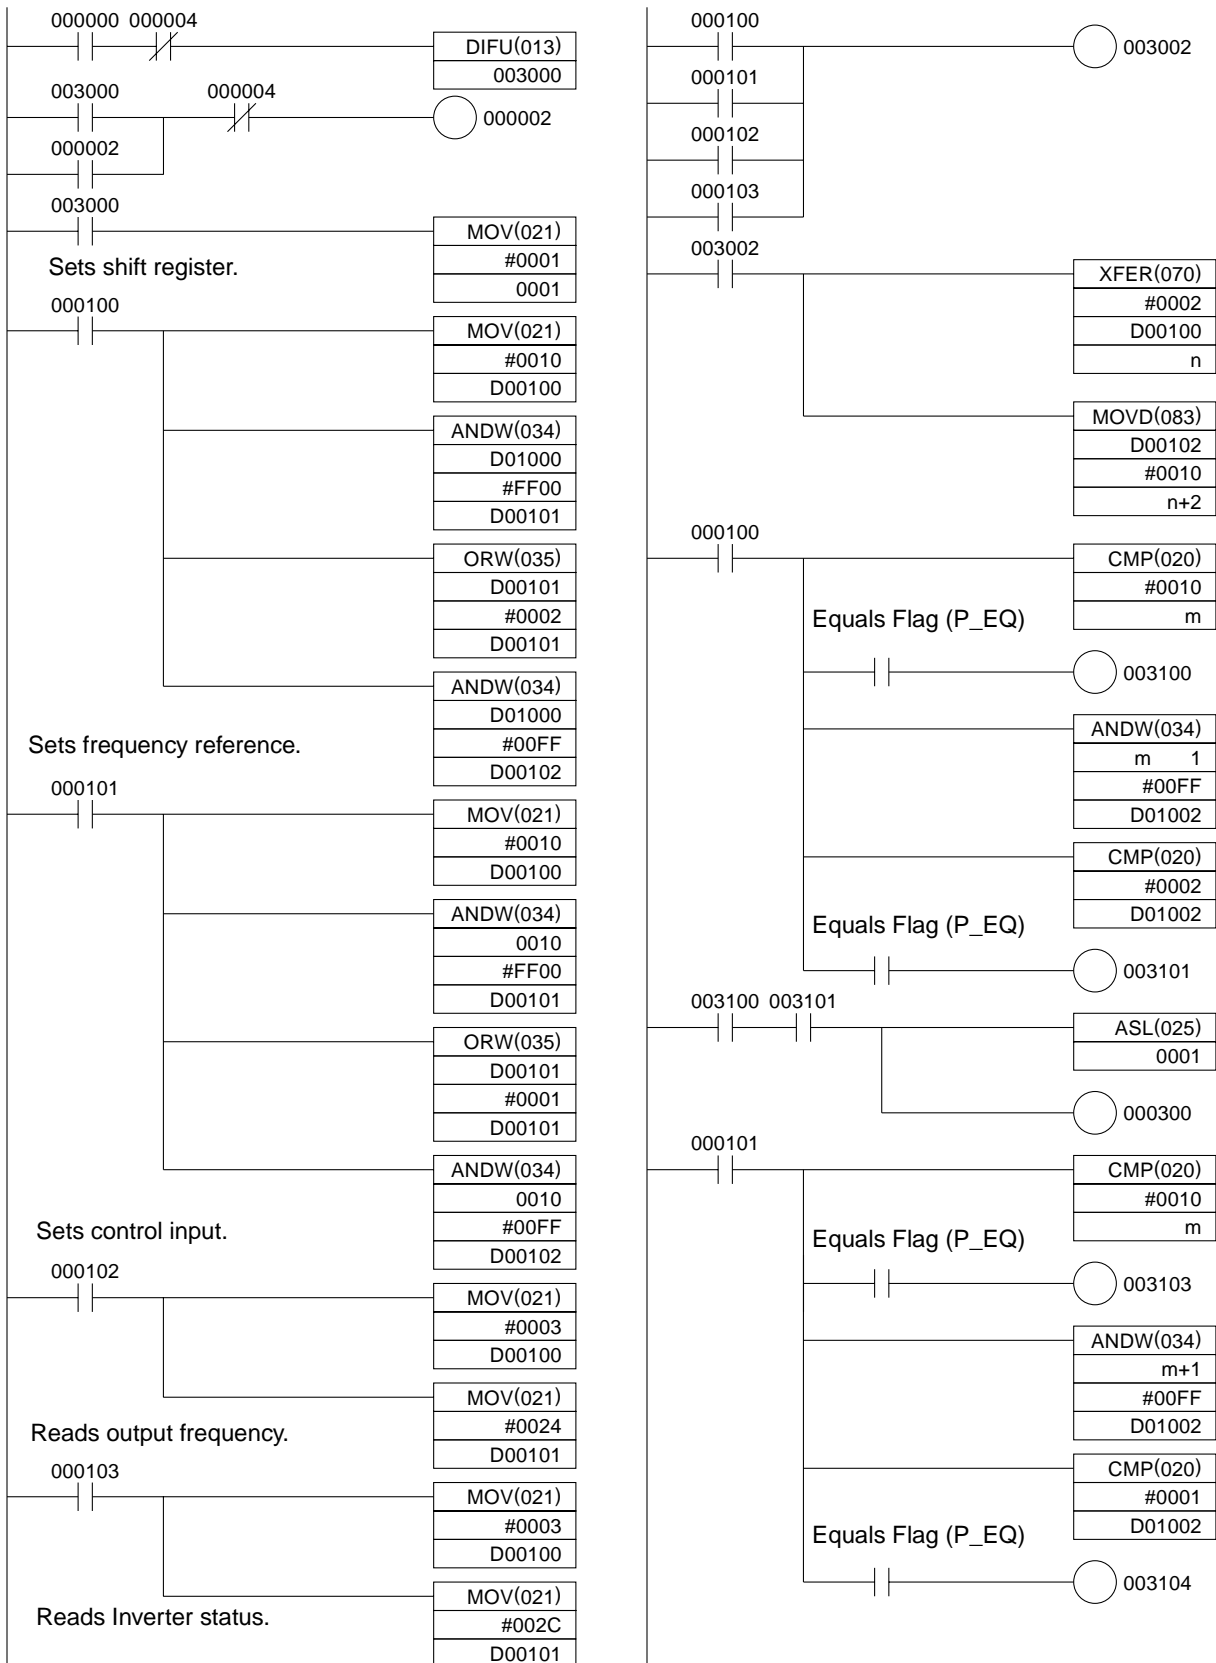 000000 000004
DIFU(013)
003000
003000 000004
000002
000002
003000
MOV(021)
#0001
0001
Sets shift register.
000100
MOV(021)
#0010
D00100
ANDW(034)
D01000
#FF00
D00101
ORW(035)
D00101
#0002
D00101
ANDW(034)
D01000
#00FF
D00102
Sets frequency reference.
000101
MOV(021)
#0010
D00100
ANDW(034)
0010
#FF00
D00101
ORW(035)
D00101
#0001
D00101
ANDW(034)
0010
#00FF
D00102
Sets control input.
000102
MOV(021)
#0003
D00100
MOV(021)
#0024
D00101
Reads output frequency.
000103
MOV(021)
#0003
D00100
MOV(021)
#002C
D00101
Reads Inverter status.
000100
003002
000101
000102
000103
003002
XFER(070)
#0002
D00100
n
MOVD(083)
D00102
#0010
n+2
000100
CMP(020)
#0010
m
Equals Flag (P_EQ)
003100
ANDW(034)
m 1
#00FF
D01002
CMP(020)
#0002
D01002
Equals Flag (P_EQ)
003101
003100 003101
ASL(025)
0001
000300
000101
CMP(020)
#0010
m
Equals Flag (P_EQ)
003103
ANDW(034)
m+1
#00FF
D01002
CMP(020)
#0001
D01002
Equals Flag (P_EQ)
003104